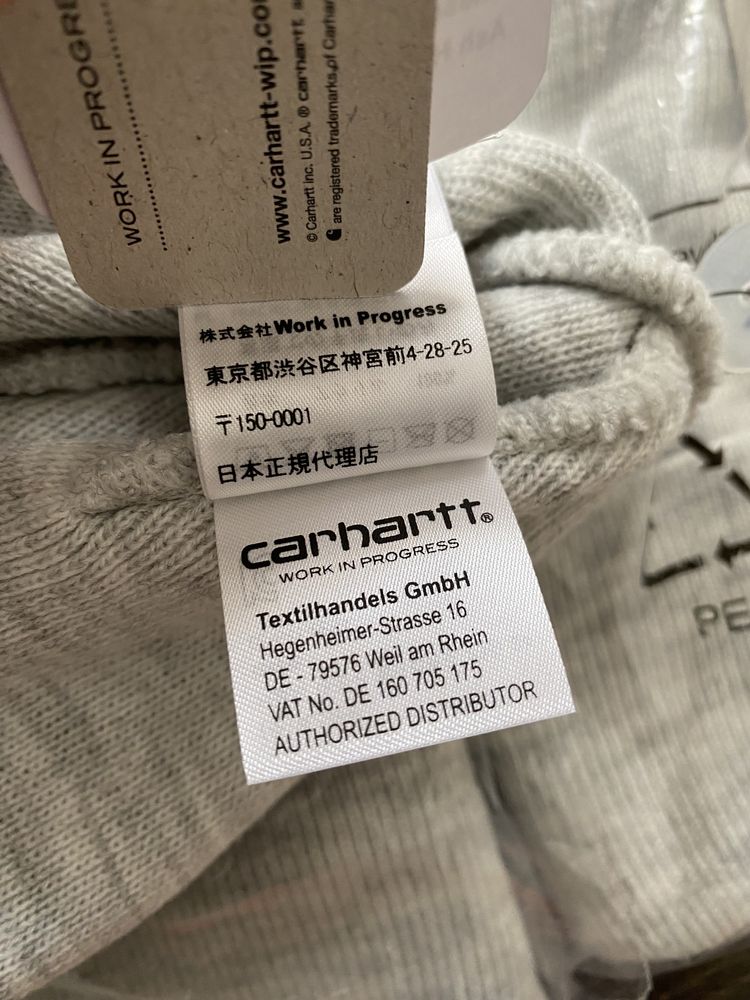 WORK IN PROGRE
www.carhartt-wip.co
© Carhartt Inc. U.S.A. ® carhartt a
are registered trademarks of Carhar
株式会社Work in Progress
東京都渋谷区神宮前4-28-25
〒150-0001
日本正規代理店
carhartt®
WORK IN PROGRESS
Textilhandels GmbH
Hegenheimer-Strasse 16
DE - 79576 Weil am Rhein
VAT No. DE 160 705 175
AUTHORIZED DISTRIBUTOR
PE